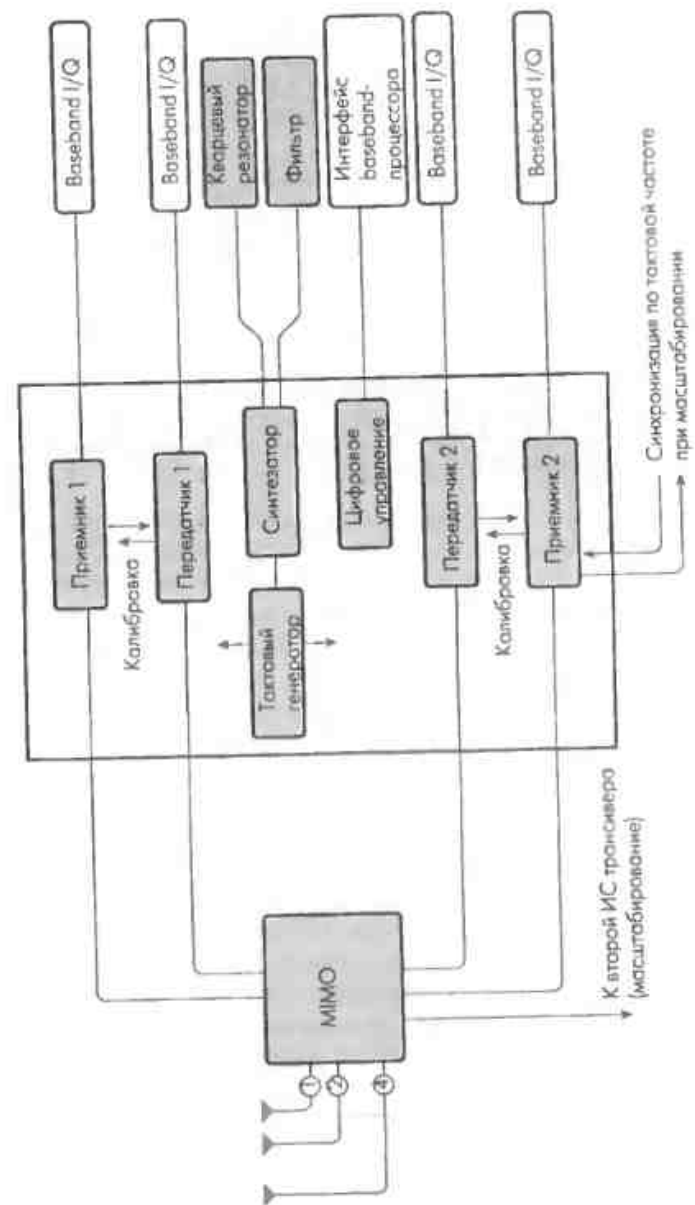 MIMO
1
2
4
К второй ИС трансивера
(масштабирование)
Приемник 1
Калибровка
Передатчик 1
Тактовый
генератор
Синтезатор
Цифровое
управление
Передатчик 2
Калибровка
Приемник 2
Синхронизация по тактовой частоте
при масштабировании
Baseband I/Q
Baseband I/Q
Кварцевый
резонатор
Фильтр
Интерфейс
baseband-
процессора
Baseband I/Q
Baseband I/Q